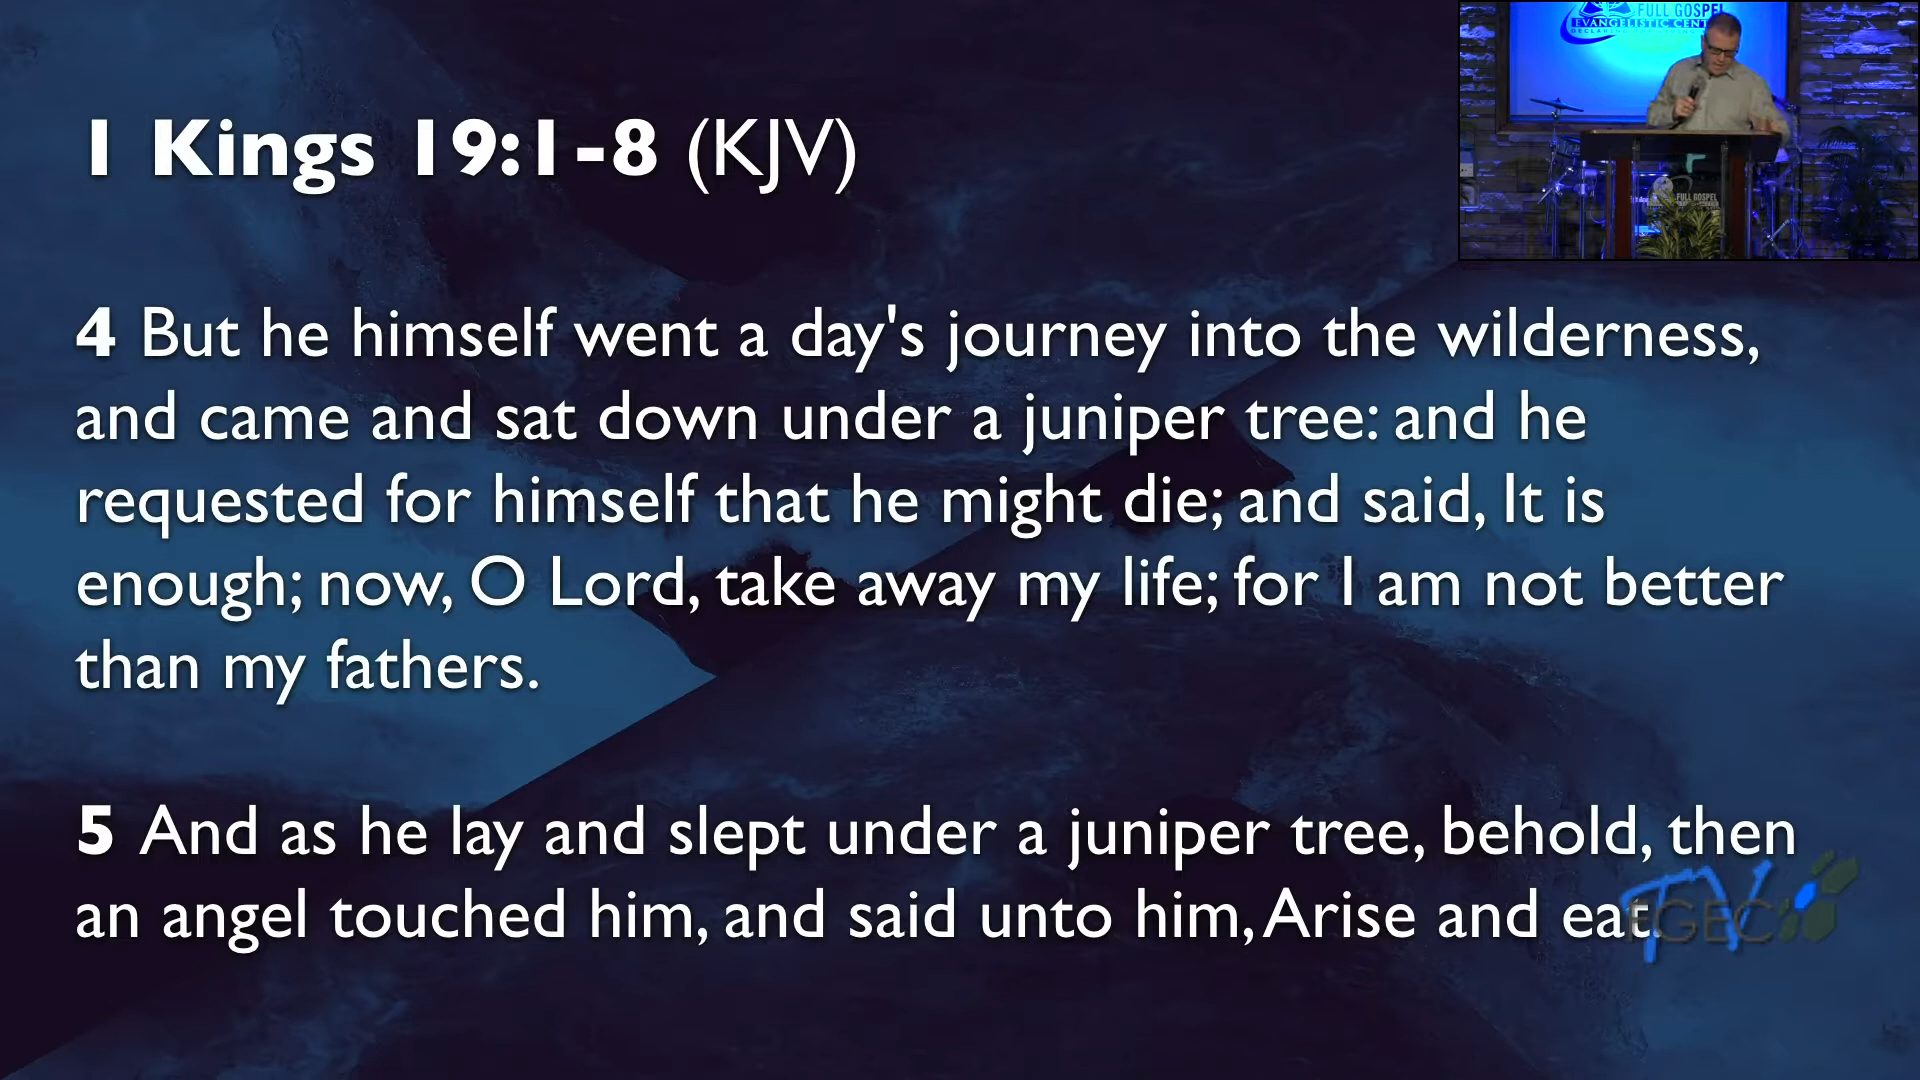 FULL GOSPEL
EVANGELISTIC CENT
1 Kings 19:1-8 (KJV)
FULL GOSPEL
4 But he himself went a day's journey into the wilderness,
and came and sat down under a juniper tree: and he
requested for himself that he might die; and said, It is
enough; now, O Lord, take away my life; for I am not better
than my fathers.
5 And as he lay and slept under a juniper tree, behold, then
an angel touched him, and said unto him, Arise and eat.
FGEC
TV